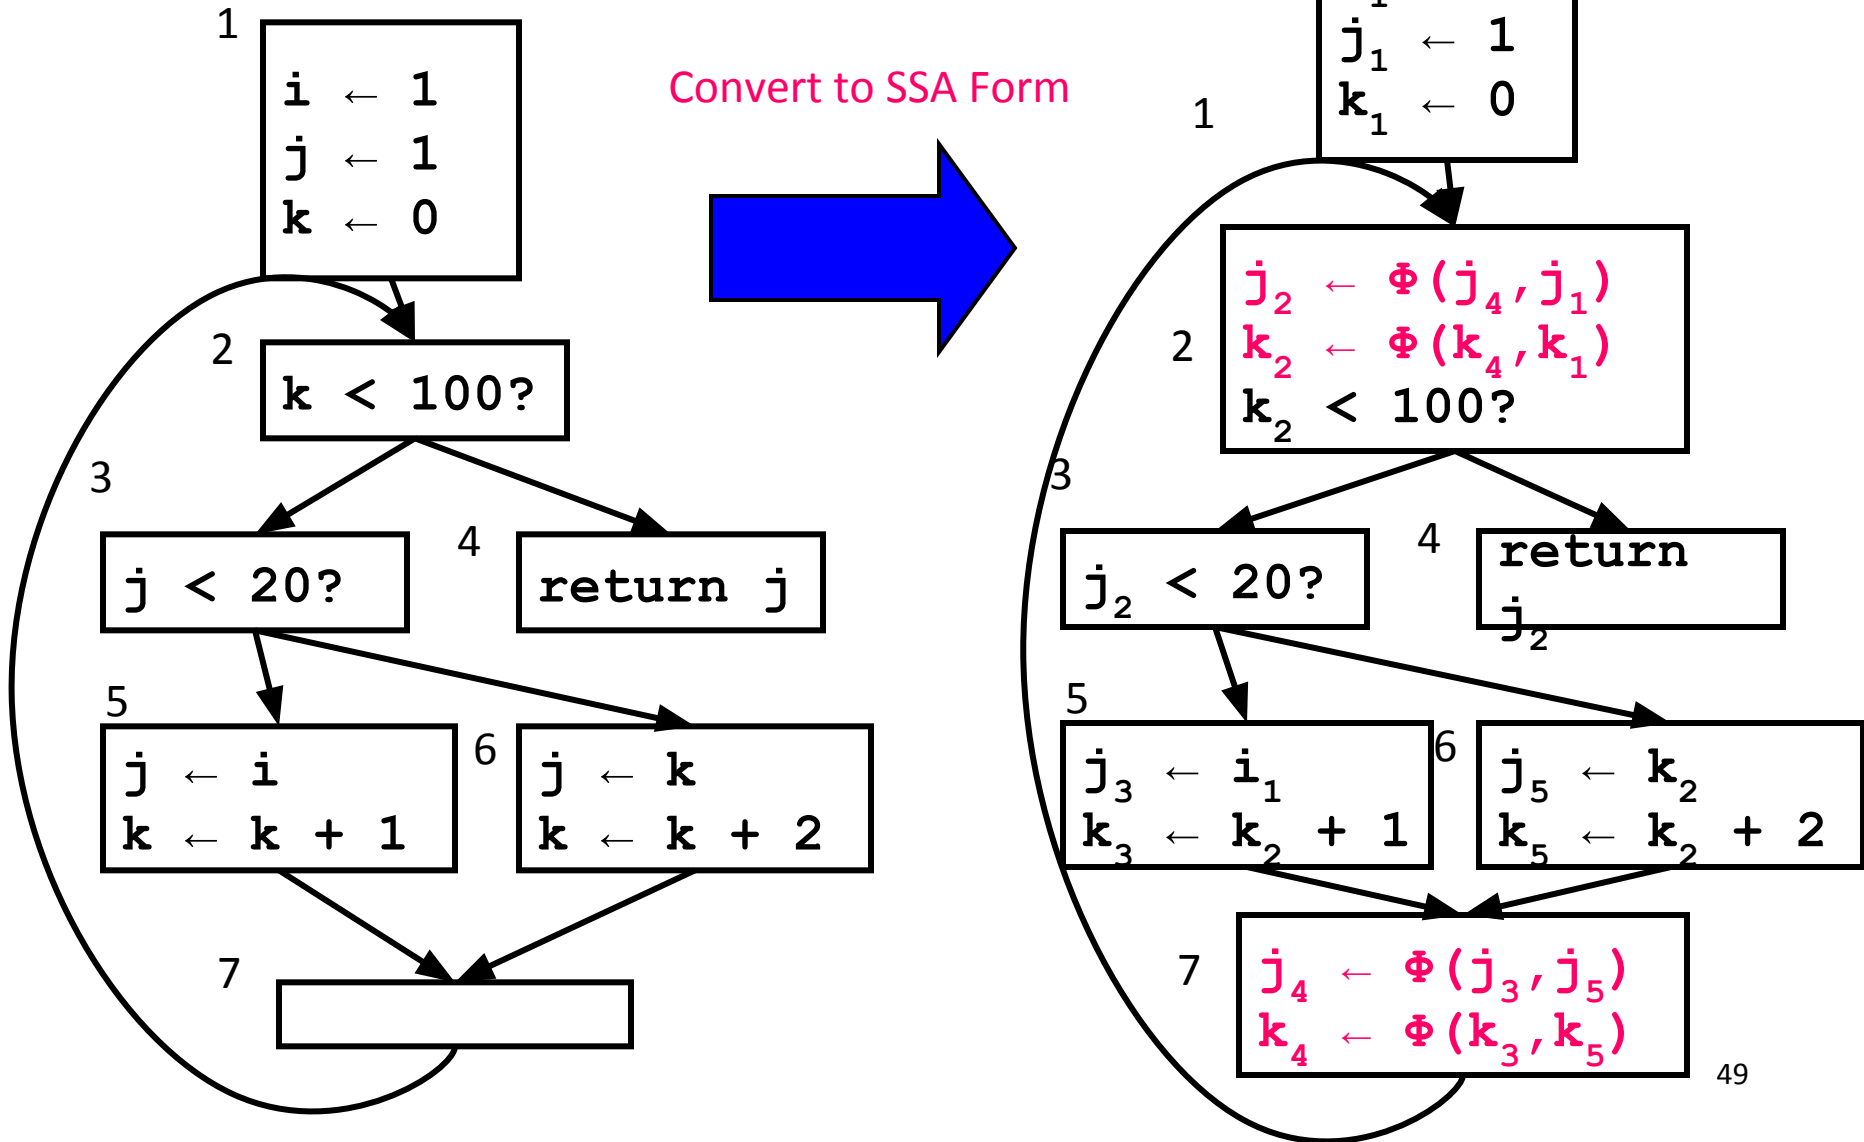 1
i ← 1
j ← 1
k ← 0
2
k < 100?
3
j < 20?
4
return j
5
j ← i
k ← k + 1
6
j ← k
k ← k + 2
7
Convert to SSA Form
1
j₁ ← 1
k₁ ← 0
2
j₂ ← Φ(j₄,j₁)
k₂ ← Φ(k₄,k₁)
k₂ < 100?
3
j₂ < 20?
4
return
j₂
5
j₃ ← i₁
k₃ ← k₂ + 1
6
j₅ ← k₂
k₅ ← k₂ + 2
7
j₄ ← Φ(j₃,j₅)
k₄ ← Φ(k₃,k₅)
49